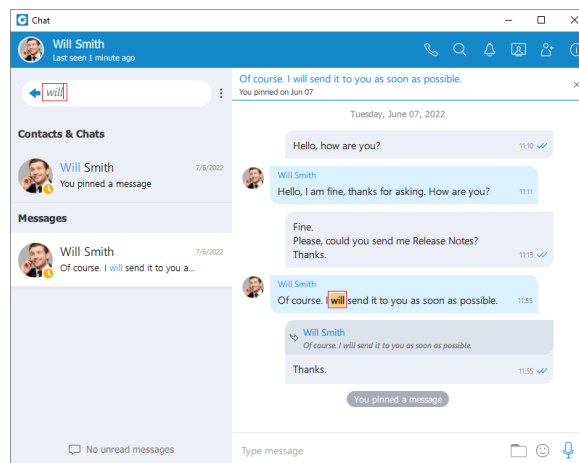 Chat
Will Smith
Last seen 1 minute ago
will
Contacts & Chats
Will Smith
7/6/2022
You pinned a message
Messages
Will Smith
7/6/2022
Of course. I will send it to you a...
No unread messages
Of course. I will send it to you as soon as possible.
You pinned on Jun 07
Tuesday, June 07, 2022
Hello, how are you?
11:10
Will Smith
Hello, I am fine, thanks for asking. How are you?
11:11
Fine.
Please, could you send me Release Notes?
Thanks.
11:13
Will Smith
Of course. I will send it to you as soon as possible.
11:55
Will Smith
Of course. I will send it to you as soon as possible.
Thanks.
11:55
You pinned a message
Type message